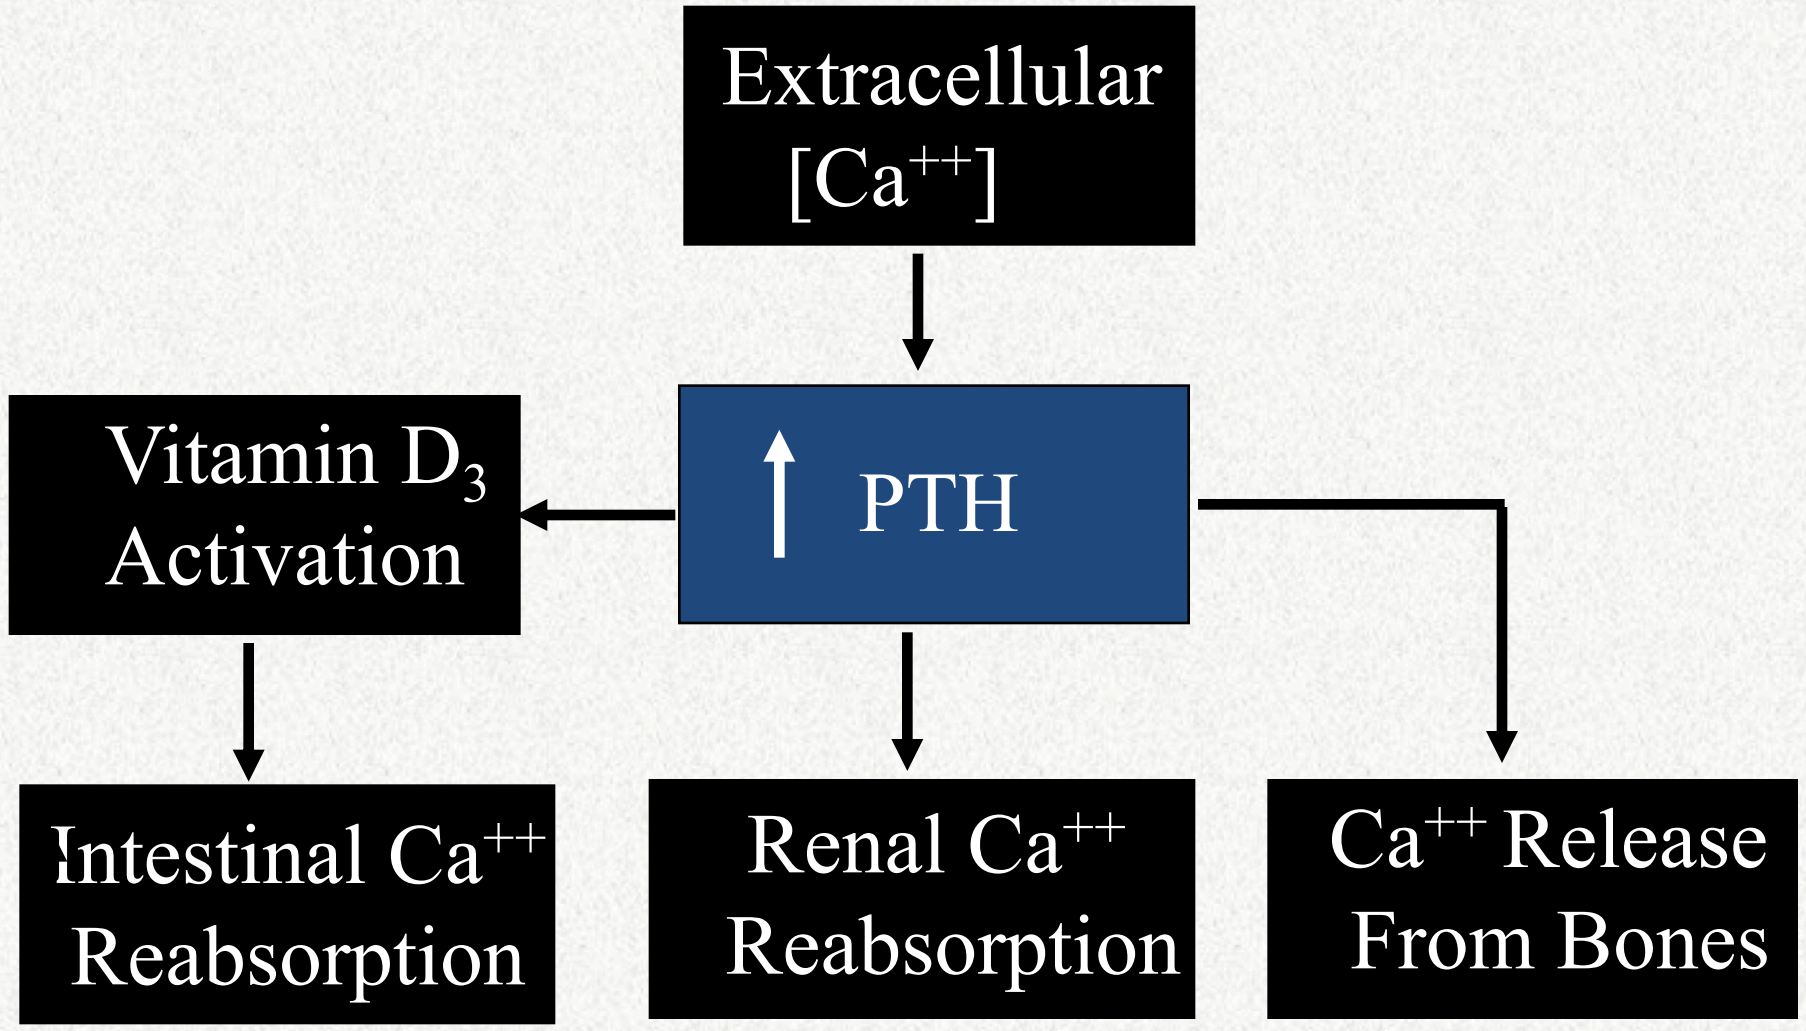 Extracellular
[Ca⁺⁺]
Vitamin D₃
Activation
PTH
Intestinal Ca⁺⁺
Reabsorption
Renal Ca⁺⁺
Reabsorption
Ca⁺⁺ Release
From Bones